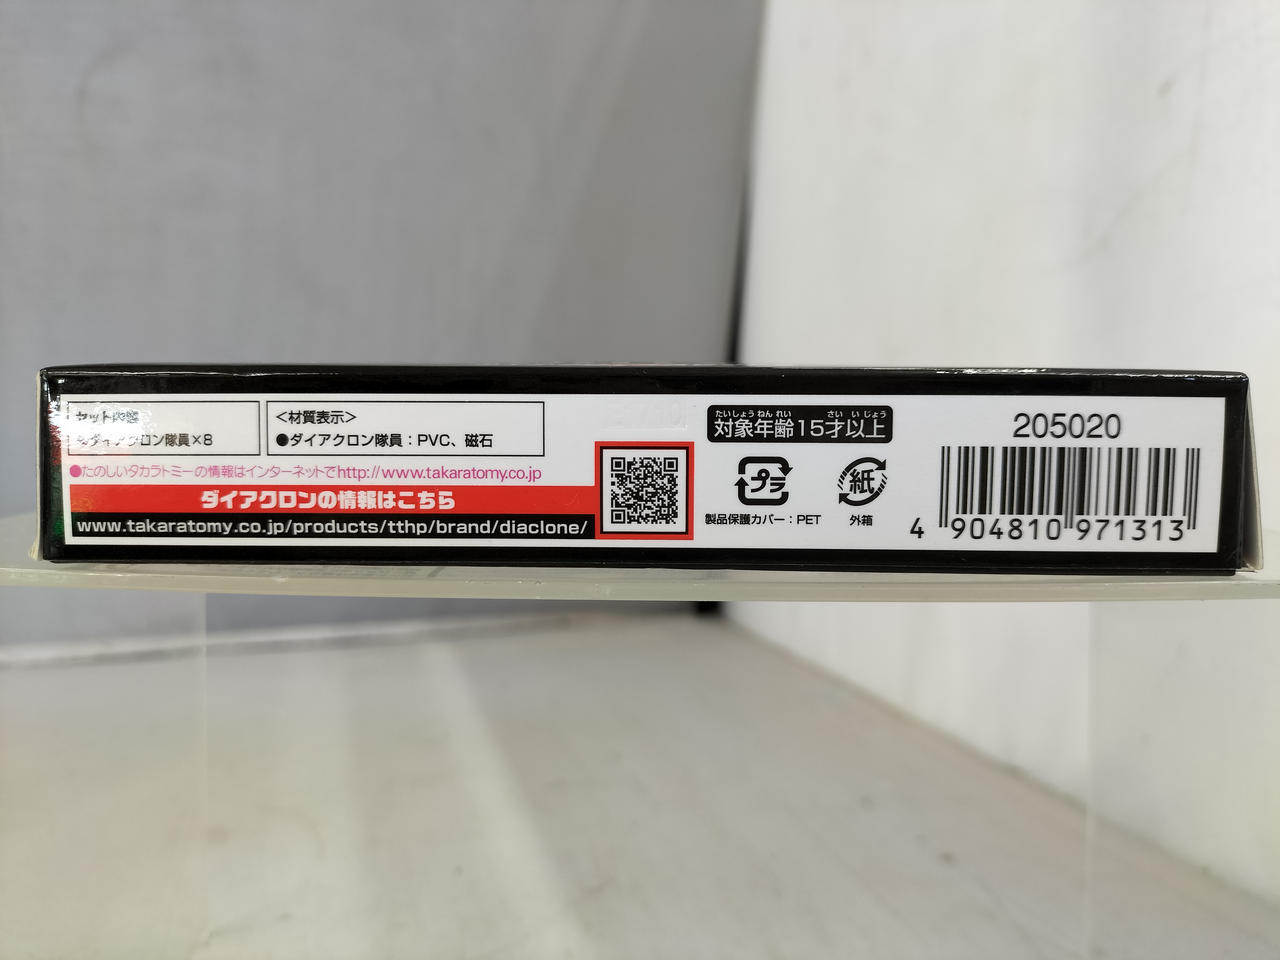 セット内容
●ダイアクロン隊員×8
<材質表示>
●ダイアクロン隊員：PVC、磁石
●たのしいタカラトミーの情報はインターネットでhttp://www.takaratomy.co.jp
ダイアクロンの情報はこちら
www.takaratomy.co.jp/products/tthp/brand/diaclone/
たいしょうねんれい さい いじょう
対象年齢15才以上
プラ
製品保護カバー：PET
紙
外箱
205020
4 904810 971313